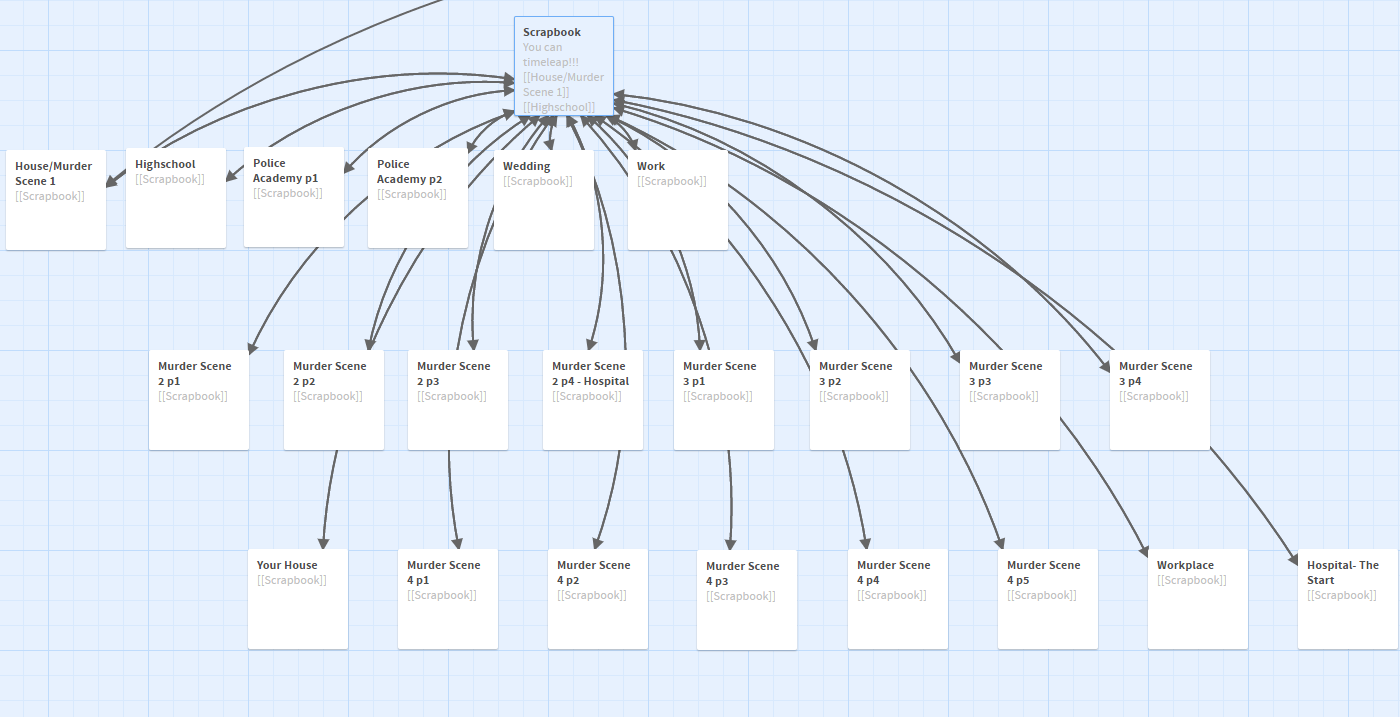 Scrapbook
You can
timeleap!!!
[[House/Murder
Scene 1]]
[[Highschool]]
House/Murder
Scene 1
[[Scrapbook]]
Highschool
[[Scrapbook]]
Police
Academy p1
[[Scrapbook]]
Police
Academy p2
[[Scrapbook]]
Wedding
[[Scrapbook]]
Work
[[Scrapbook]]
Murder Scene
2 p1
[[Scrapbook]]
Murder Scene
2 p2
[[Scrapbook]]
Murder Scene
2 p3
[[Scrapbook]]
Murder Scene
2 p4 - Hospital
[[Scrapbook]]
Murder Scene
3 p1
[[Scrapbook]]
Murder Scene
3 p2
[[Scrapbook]]
Murder Scene
3 p3
[[Scrapbook]]
Murder Scene
3 p4
[[Scrapbook]]
Your House
[[Scrapbook]]
Murder Scene
4 p1
[[Scrapbook]]
Murder Scene
4 p2
[[Scrapbook]]
Murder Scene
4 p3
[[Scrapbook]]
Murder Scene
4 p4
[[Scrapbook]]
Murder Scene
4 p5
[[Scrapbook]]
Workplace
[[Scrapbook]]
Hospital- The
Start
[[Scrapbook]]